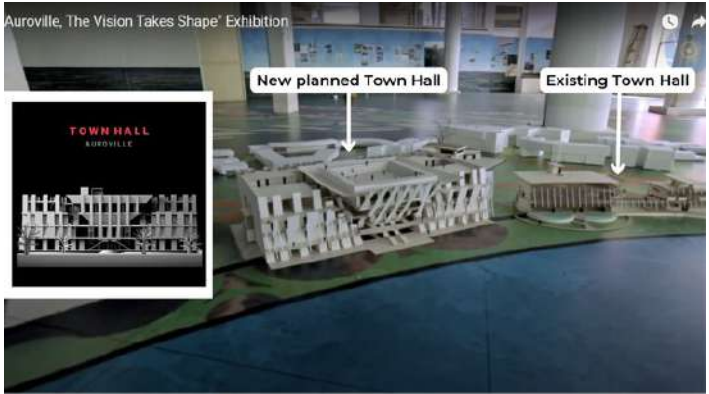 Auroville, The Vision Takes Shape" Exhibition
New planned Town Hall
Existing Town Hall
TOWN HALL
AUROVILLE